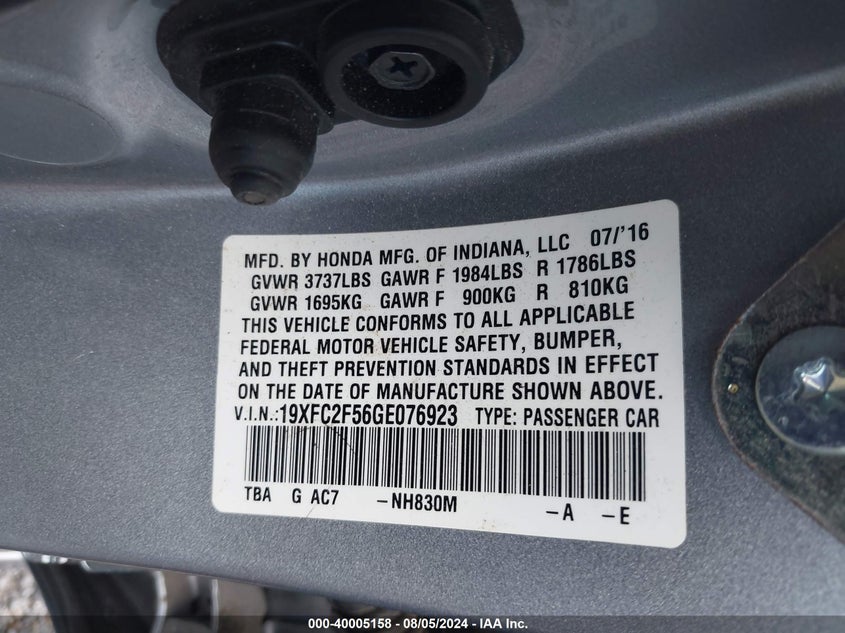 MFD. BY HONDA MFG. OF INDIANA, LLC 07/'16
GVWR 3737LBS GAWR F 1984LBS R 1786LBS
GVWR 1695KG GAWR F 900KG R 810KG
THIS VEHICLE CONFORMS TO ALL APPLICABLE
FEDERAL MOTOR VEHICLE SAFETY, BUMPER,
AND THEFT PREVENTION STANDARDS IN EFFECT
ON THE DATE OF MANUFACTURE SHOWN ABOVE.
V.I.N.:19XFC2F56GE076923 TYPE: PASSENGER CAR
TBA G AC7 -NH830M -A -E
000-40005158 - 08/05/2024 - IAA Inc.